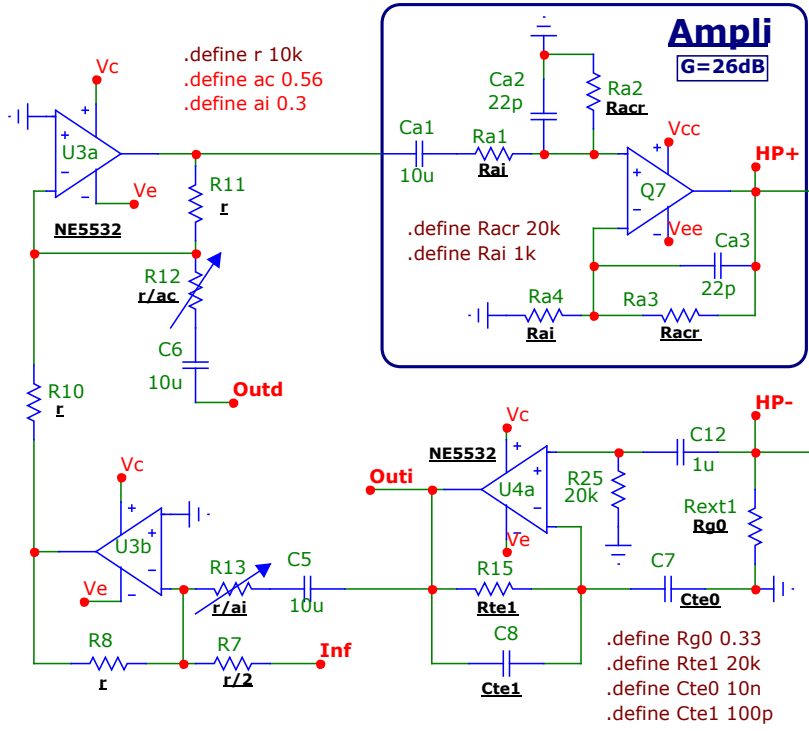 .define r 10k
.define ac 0.56
.define ai 0.3
Ampli
G=26dB
Vc
+
+
U3a
−
−
Ve
NE5532
R11
r
R12
r/ac
C6
10u
Outd
R10
r
Ca1
10u
Ra1
Rai
Ca2
22p
Ra2
Racr
Vcc
+
+
Q7
−
−
Vee
HP+
.define Racr 20k
.define Rai 1k
Ca3
22p
Ra4
Rai
Ra3
Racr
Vc
+
+
U3b
−
−
Ve
R13
r/ai
C5
10u
R8
r
R7
r/2
Inf
Outi
NE5532
Vc
+
−
U4a
−
+
Ve
R25
20k
C12
1u
HP-
Rext1
Rg0
R15
Rte1
C8
Cte1
C7
Cte0
.define Rg0 0.33
.define Rte1 20k
.define Cte0 10n
.define Cte1 100p